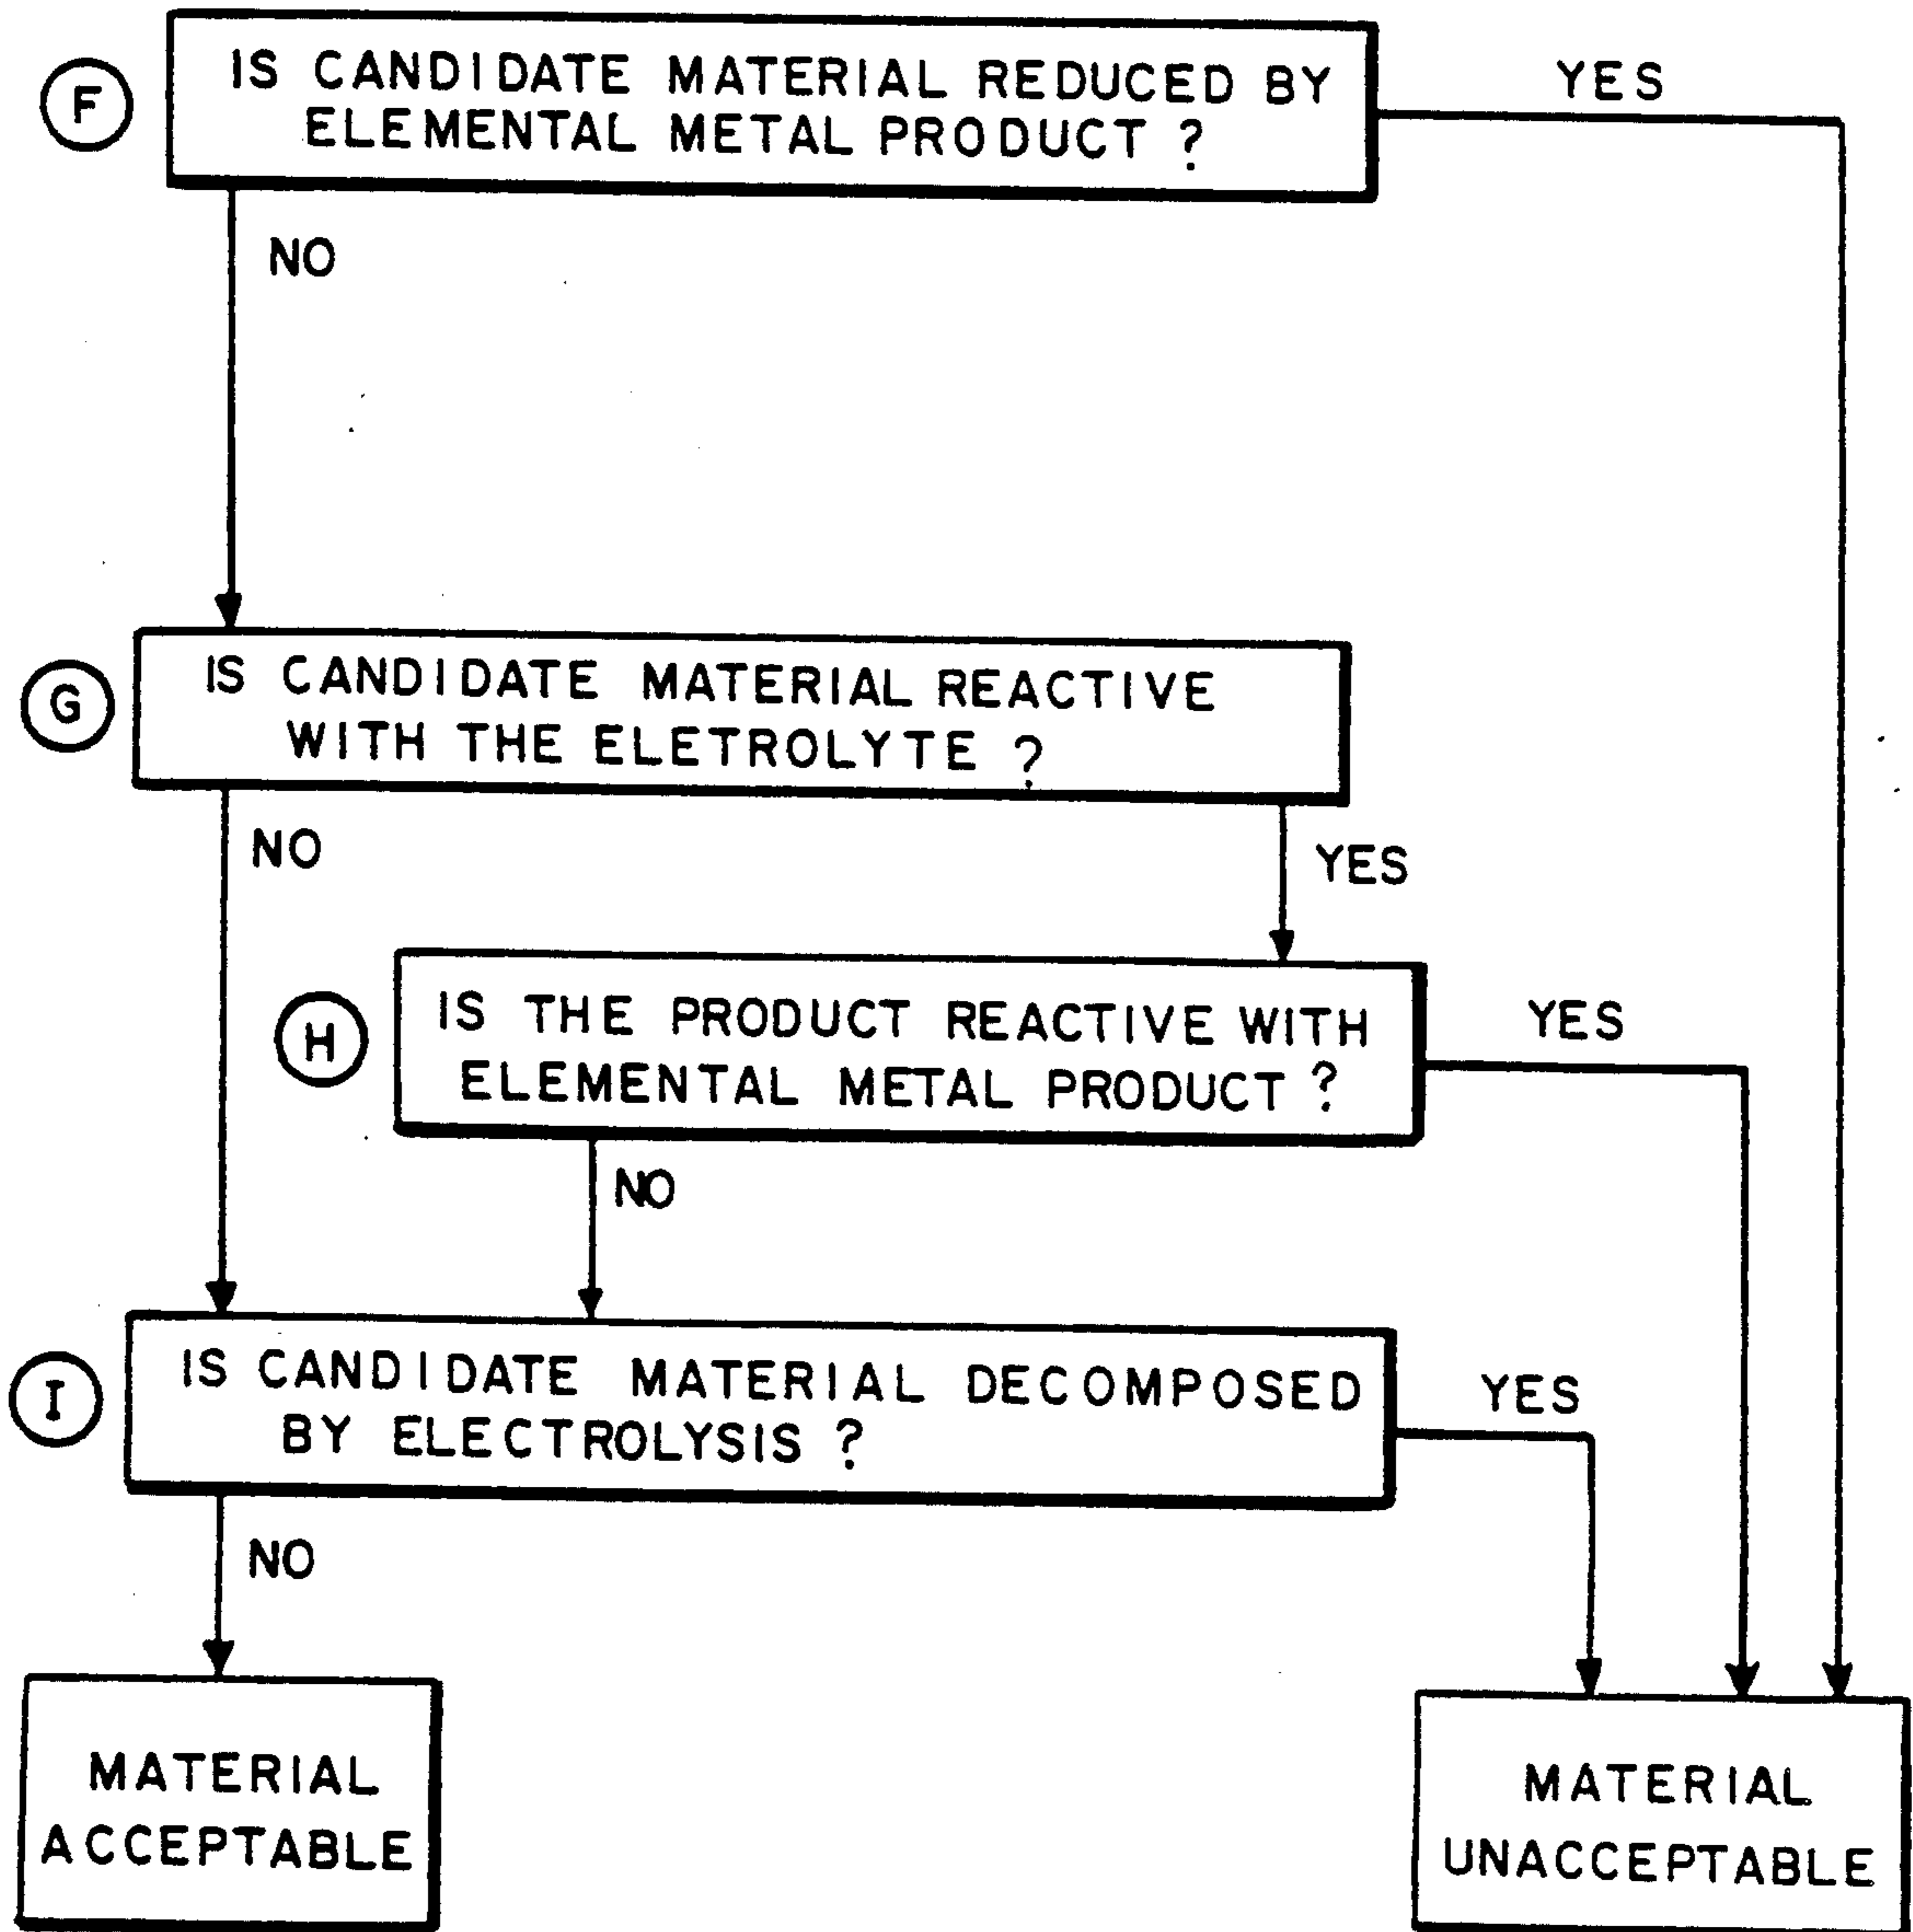 F
IS CANDIDATE MATERIAL REDUCED BY
ELEMENTAL METAL PRODUCT ?
YES
NO
G
IS CANDIDATE MATERIAL REACTIVE
WITH THE ELETROLYTE ?
NO
YES
H
IS THE PRODUCT REACTIVE WITH
ELEMENTAL METAL PRODUCT ?
YES
NO
I
IS CANDIDATE MATERIAL DECOMPOSED
BY ELECTROLYSIS ?
YES
NO
MATERIAL
ACCEPTABLE
MATERIAL
UNACCEPTABLE